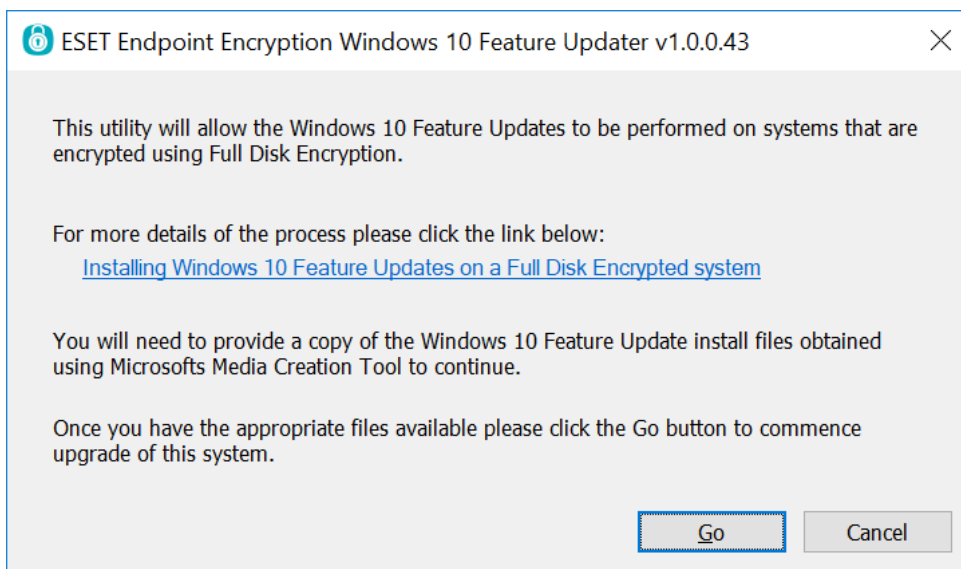 ESET Endpoint Encryption Windows 10 Feature Updater v1.0.0.43
This utility will allow the Windows 10 Feature Updates to be performed on systems that are
encrypted using Full Disk Encryption.
For more details of the process please click the link below:
Installing Windows 10 Feature Updates on a Full Disk Encrypted system
You will need to provide a copy of the Windows 10 Feature Update install files obtained
using Microsofts Media Creation Tool to continue.
Once you have the appropriate files available please click the Go button to commence
upgrade of this system.
Go
Cancel